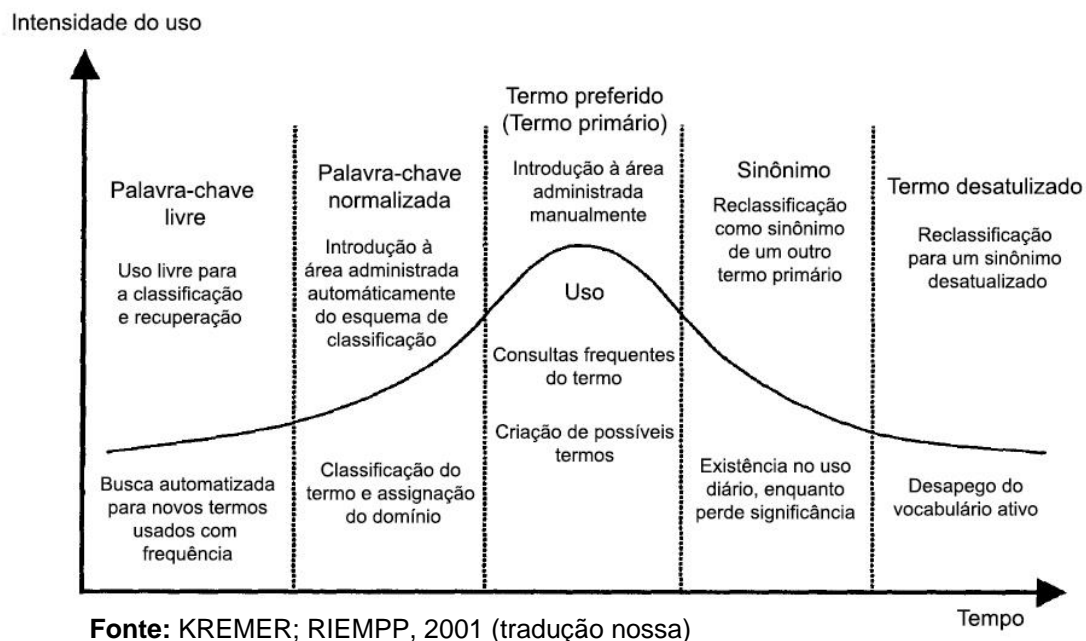 Intensidade do uso
Palavra-chave
livre
Uso livre para
a classificação
e recuperação
Busca automatizada
para novos termos
usados com
frequência
Palavra-chave
normalizada
Introdução à
área administrada
automáticamente
do esquema de
classificação
Classificação do
termo e assignação
do domínio
Termo preferido
(Termo primário)
Introdução à área
administrada
manualmente
Uso
Consultas frequentes
do termo
Criação de possíveis
termos
Sinônimo
Reclassificação
como sinônimo
de um outro
termo primário
Existência no uso
diário, enquanto
perde significância
Termo desatulizado
Reclassificação
para um sinônimo
desatualizado
Desapego do
vocabulário ativo
Tempo
Fonte: KREMER; RIEMPP, 2001 (tradução nossa)